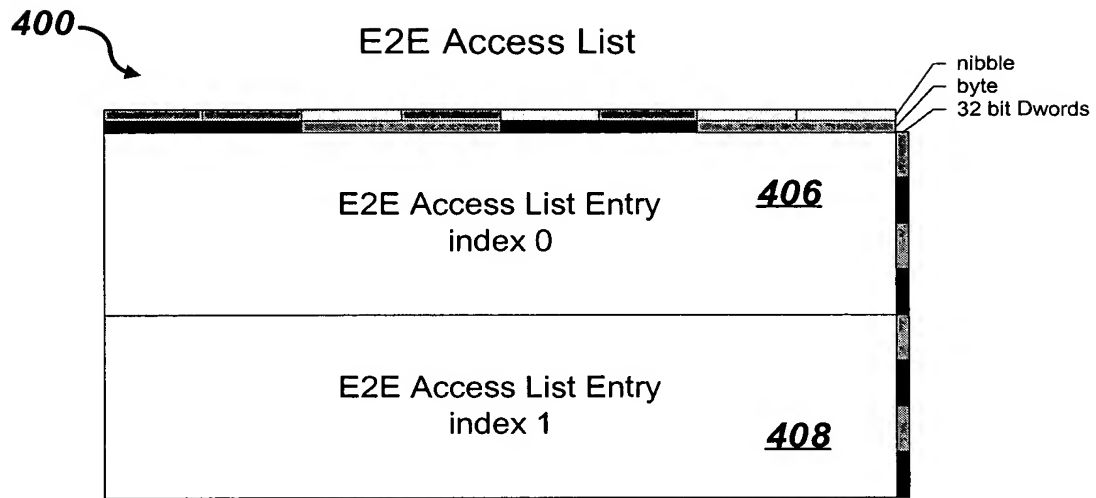 400
E2E Access List
nibble
byte
32 bit Dwords
E2E Access List Entry
index 0
406
E2E Access List Entry
index 1
408